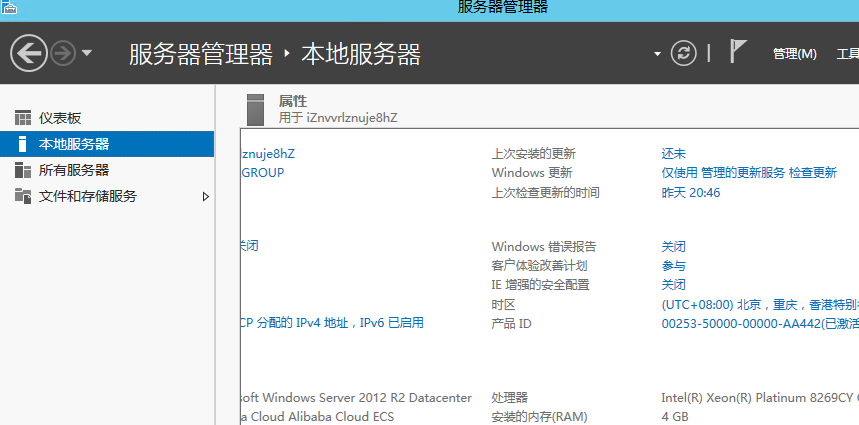 服务器管理器
服务器管理器 · 本地服务器
管理(M)
仪表板
本地服务器
所有服务器
文件和存储服务
属性
用于 iZnvvrlznuje8hZ
lznuje8hZ
GROUP
上次安装的更新 还未
Windows 更新 仅使用 管理的更新服务 检查更新
上次检查更新的时间 昨天 20:46
关闭
Windows 错误报告 关闭
客户体验改善计划 参与
IE 增强的安全配置 关闭
时区 (UTC+08:00) 北京，重庆，香港特别
CP 分配的 IPv4 地址，IPv6 已启用
产品 ID 00253-50000-00000-AA442(已激活
soft Windows Server 2012 R2 Datacenter
处理器 Intel(R) Xeon(R) Platinum 8269CY
a Cloud Alibaba Cloud ECS
安装的内存(RAM) 4 GB